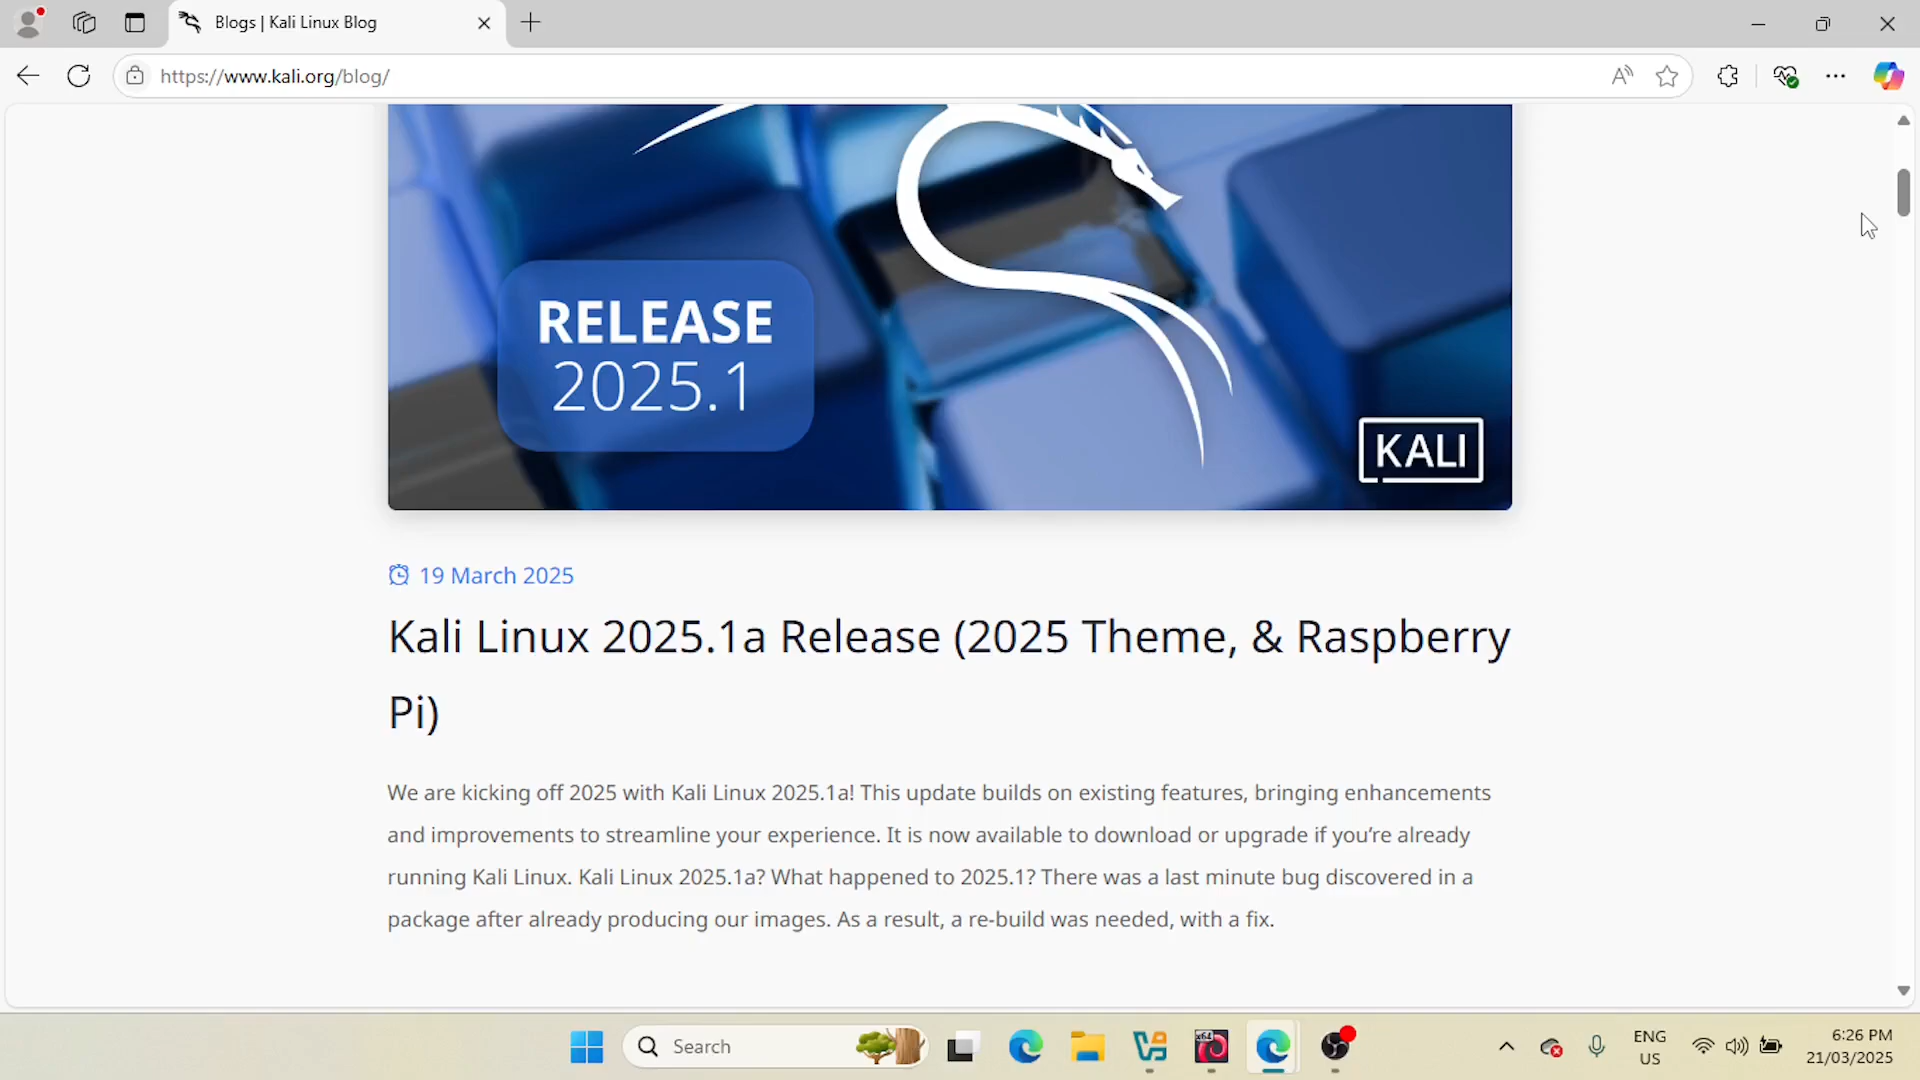 Blogs | Kali Linux Blog
https://www.kali.org/blog/
RELEASE
2025.1
KALI
19 March 2025
Kali Linux 2025.1a Release (2025 Theme, & Raspberry
Pi)
We are kicking off 2025 with Kali Linux 2025.1a! This update builds on existing features, bringing enhancements
and improvements to streamline your experience. It is now available to download or upgrade if you’re already
running Kali Linux. Kali Linux 2025.1a? What happened to 2025.1? There was a last minute bug discovered in a
package after already producing our images. As a result, a re-build was needed, with a fix.
Search
x64
ENG
US
6:26 PM
21/03/2025